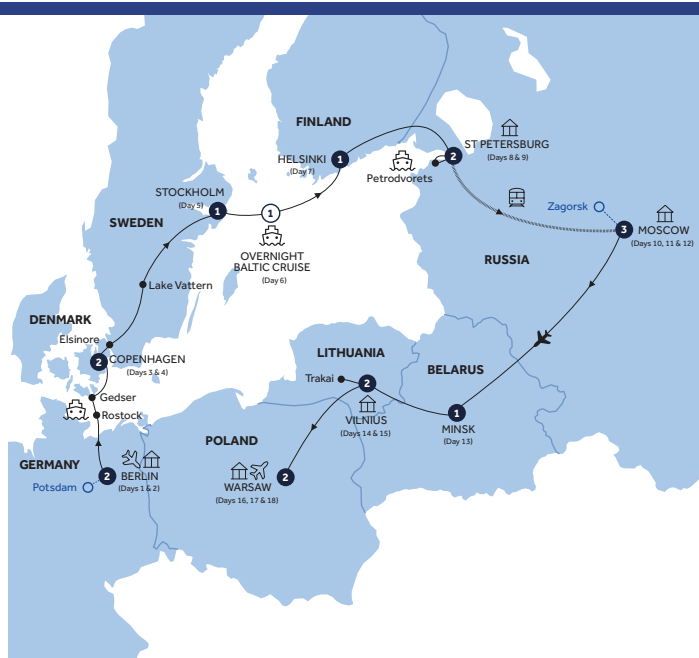 FINLAND
ST PETERSBURG
(Days 8 & 9)
2
HELSINKI
(Day 7)
1
Petrodvorets
STOCKHOLM
(Day 5)
1
1
OVERNIGHT
BALTIC CRUISE
(Day 6)
Zagorsk
3
MOSCOW
(Days 10, 11 & 12)
SWEDEN
RUSSIA
Lake Vattern
DENMARK
Elsinore
2
COPENHAGEN
(Days 3 & 4)
LITHUANIA
BELARUS
Trakai
2
VILNIUS
(Days 14 & 15)
1
MINSK
(Day 13)
Gedser
Rostock
POLAND
GERMANY
2
BERLIN
(Days 1 & 2)
Potsdam
2
WARSAW
(Days 16, 17 & 18)